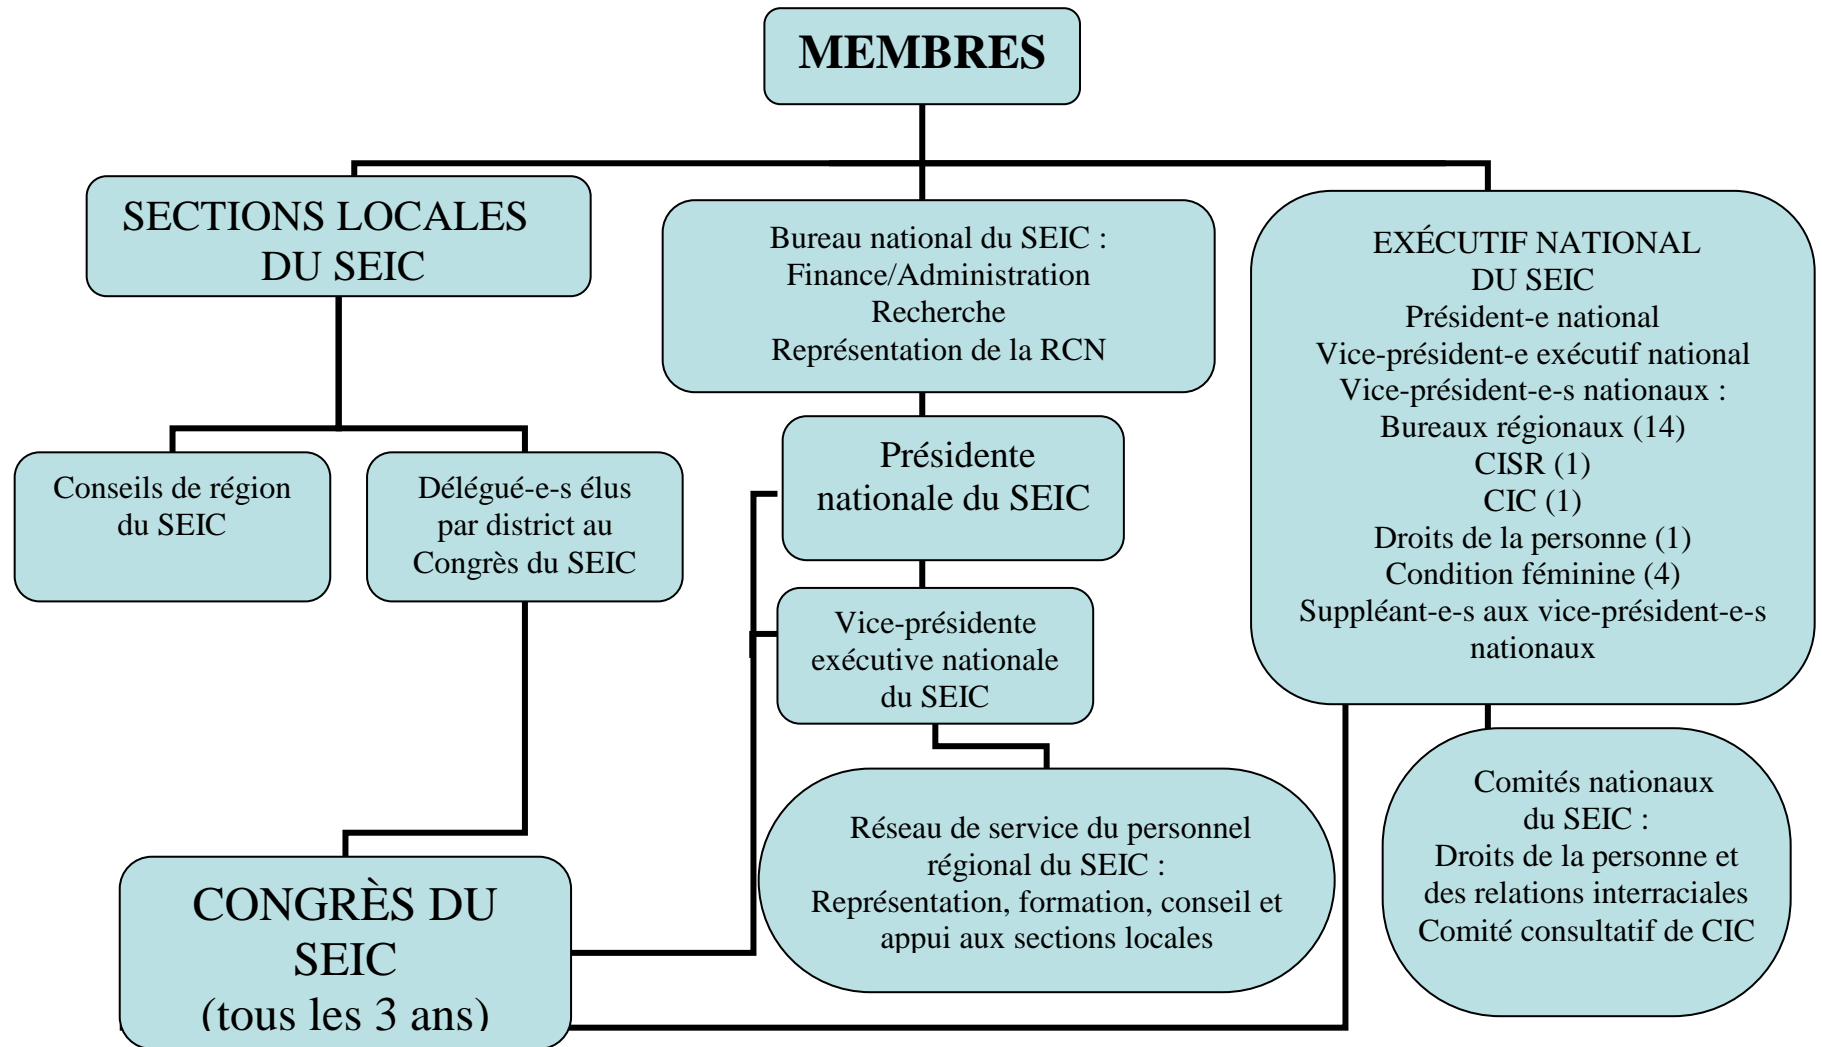 MEMBRES
SECTIONS LOCALES
DU SEIC
Bureau national du SEIC :
Finance/Administration
Recherche
Représentation de la RCN
EXÉCUTIF NATIONAL
DU SEIC
Président-e national
Vice-président-e exécutif national
Vice-président-e-s nationaux :
Bureaux régionaux (14)
CISR (1)
CIC (1)
Droits de la personne (1)
Condition féminine (4)
Suppléant-e-s aux vice-président-e-s
nationaux
Conseils de région
du SEIC
Délégué-e-s élus
par district au
Congrès du SEIC
Présidente
nationale du SEIC
Vice-présidente
exécutive nationale
du SEIC
Réseau de service du personnel
régional du SEIC :
Représentation, formation, conseil et
appui aux sections locales
Comités nationaux
du SEIC :
Droits de la personne et
des relations interraciales
Comité consultatif de CIC
CONGRÈS DU
SEIC
(tous les 3 ans)